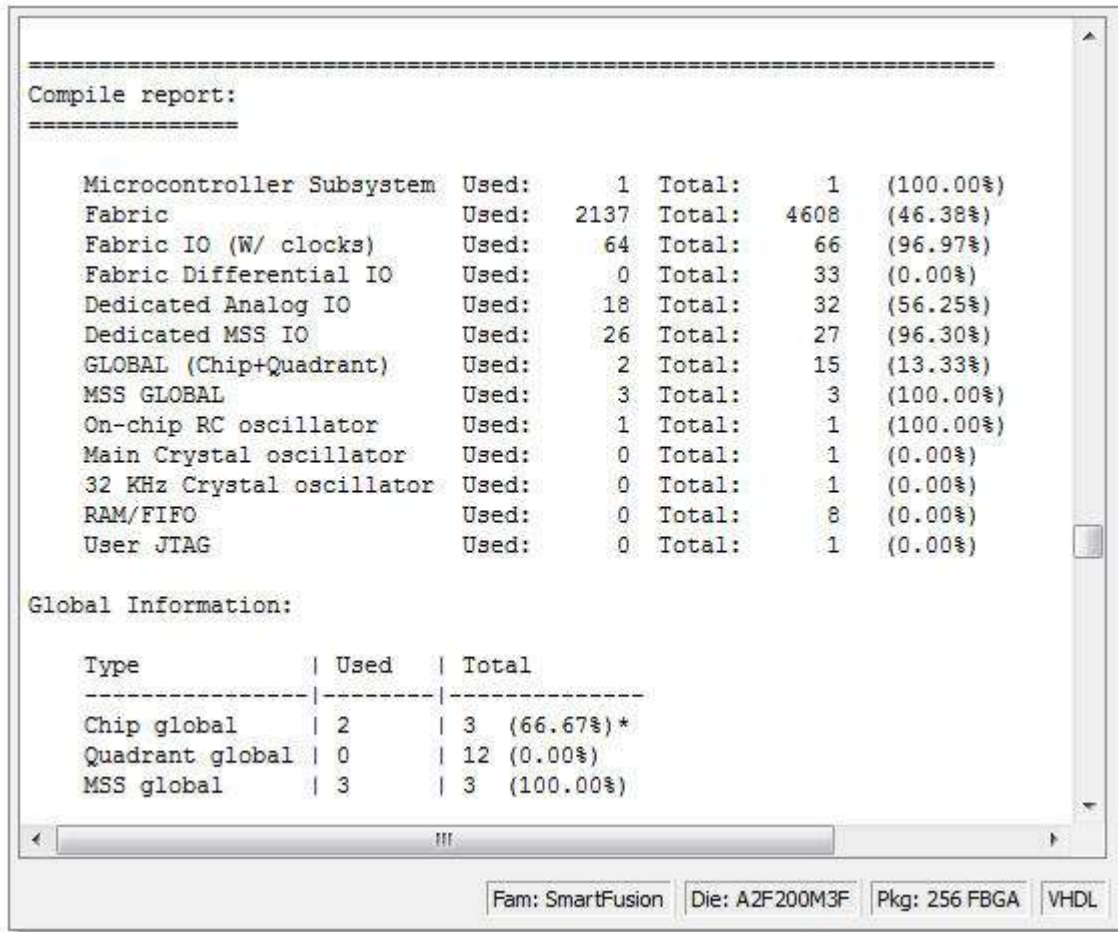 ======================================================================
Compile report:
===============
Microcontroller Subsystem Used: 1 Total: 1 (100.00%)
Fabric Used: 2137 Total: 4608 (46.38%)
Fabric IO (W/ clocks) Used: 64 Total: 66 (96.97%)
Fabric Differential IO Used: 0 Total: 33 (0.00%)
Dedicated Analog IO Used: 18 Total: 32 (56.25%)
Dedicated MSS IO Used: 26 Total: 27 (96.30%)
GLOBAL (Chip+Quadrant) Used: 2 Total: 15 (13.33%)
MSS GLOBAL Used: 3 Total: 3 (100.00%)
On-chip RC oscillator Used: 1 Total: 1 (100.00%)
Main Crystal oscillator Used: 0 Total: 1 (0.00%)
32 KHz Crystal oscillator Used: 0 Total: 1 (0.00%)
RAM/FIFO Used: 0 Total: 8 (0.00%)
User JTAG Used: 0 Total: 1 (0.00%)
Global Information:
Type | Used | Total
----------------|--------|--------------
Chip global | 2 | 3 (66.67%)*
Quadrant global | 0 | 12 (0.00%)
MSS global | 3 | 3 (100.00%)
Fam: SmartFusion Die: A2F200M3F Pkg: 256 FBGA VHDL